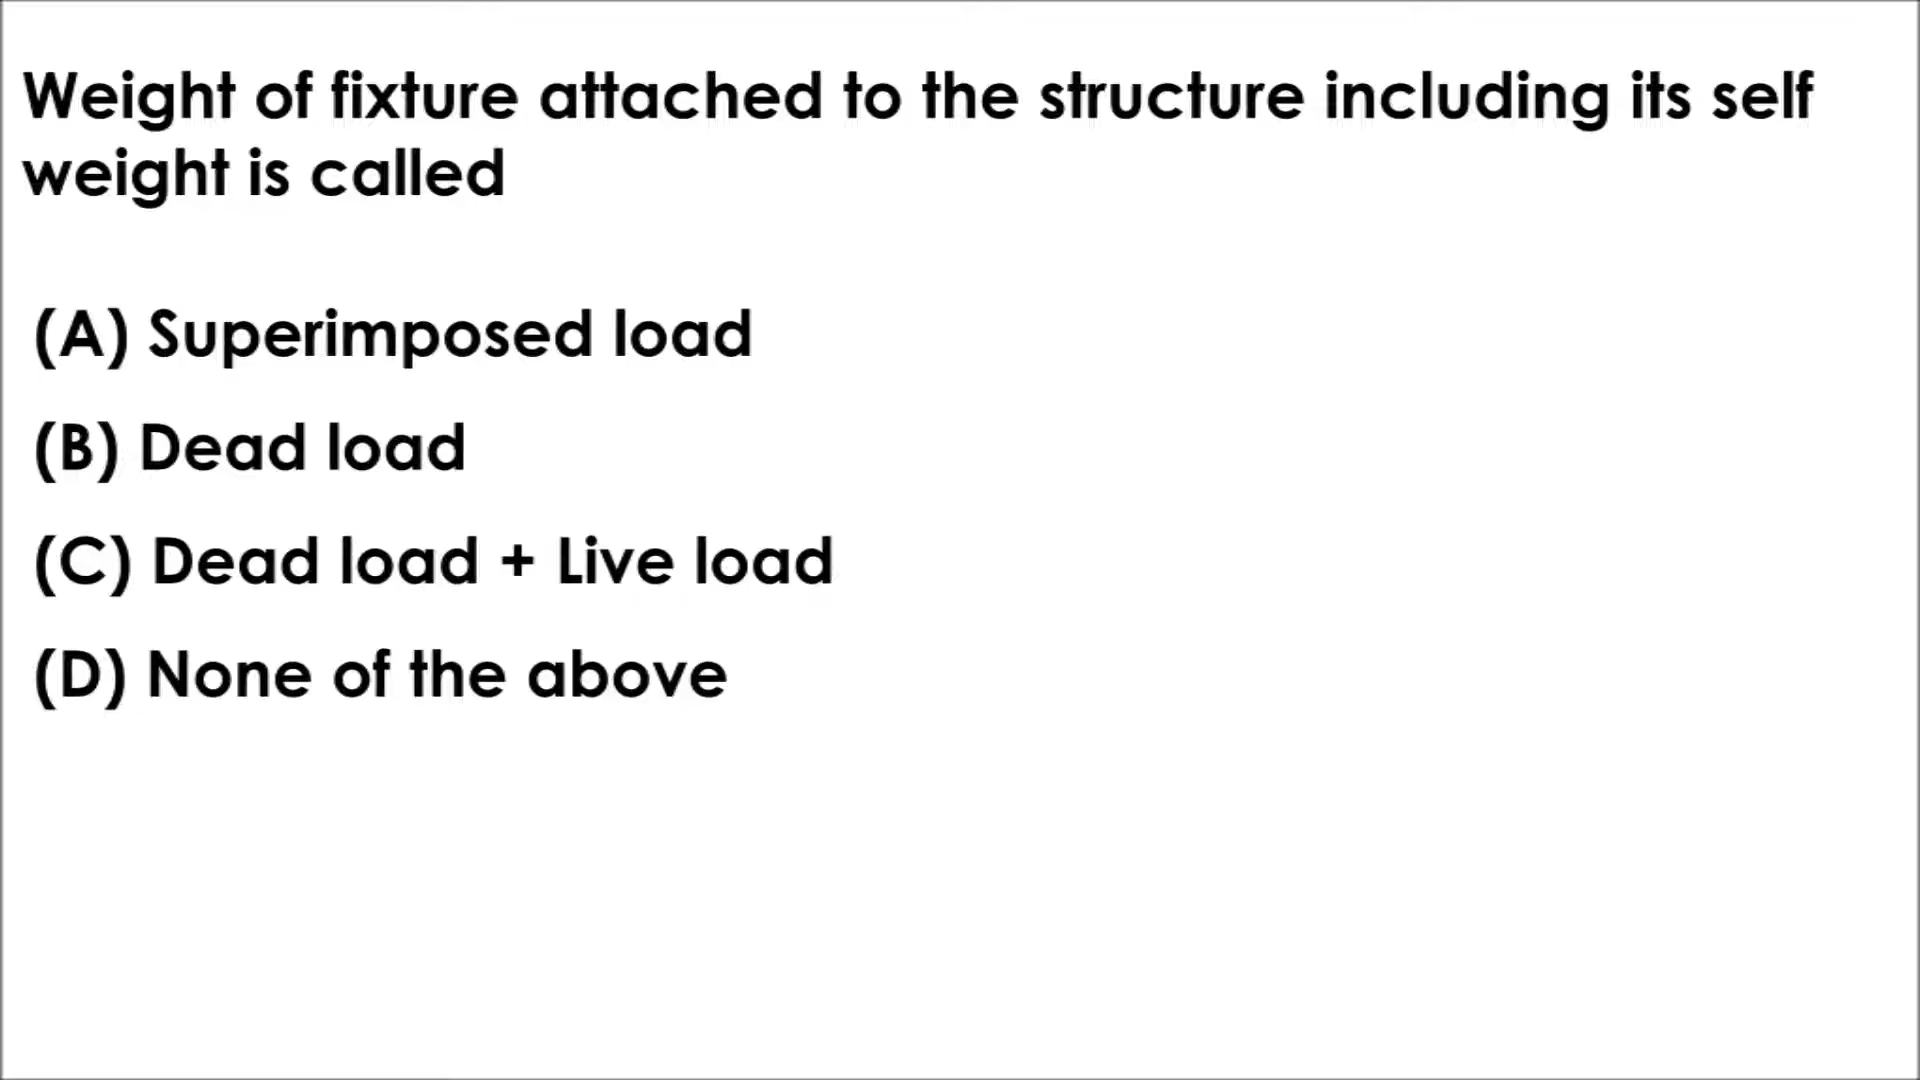 Weight of fixture attached to the structure including its self
weight is called
(A) Superimposed load
(B) Dead load
(C) Dead load + Live load
(D) None of the above